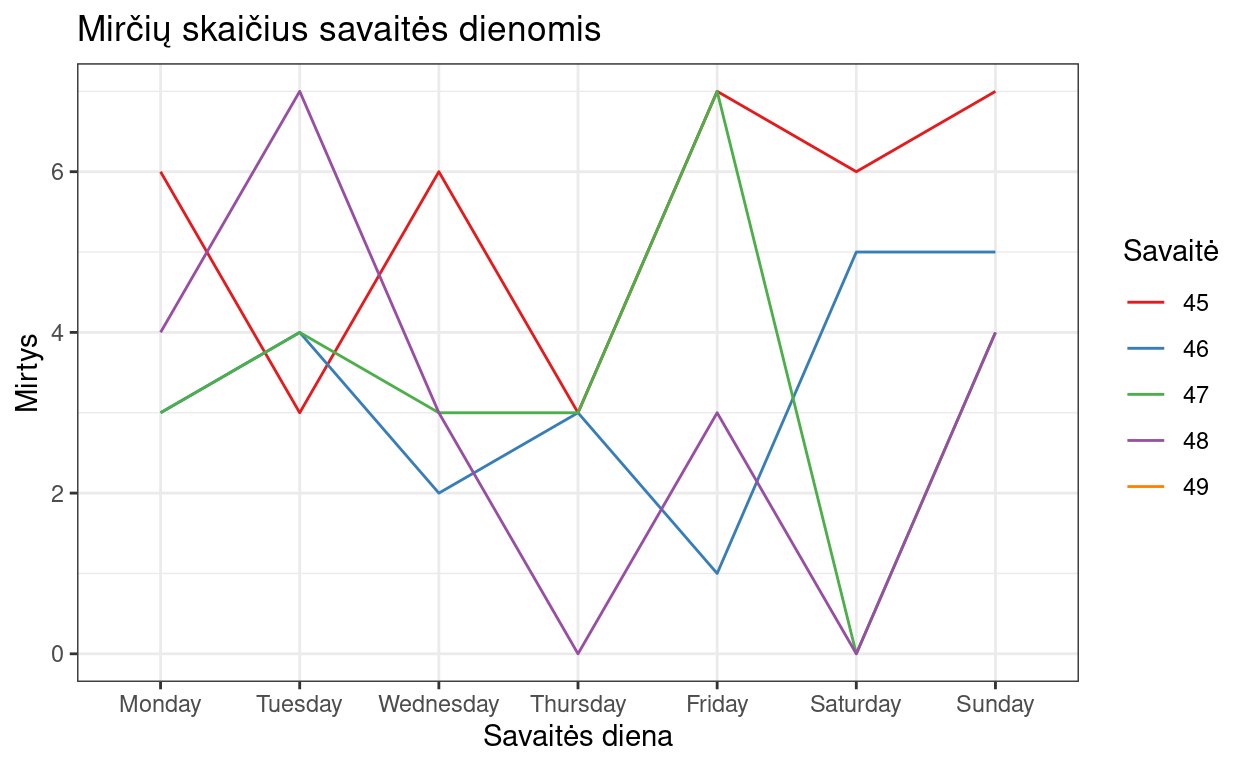 Mirčių skaičius savaitės dienomis
Mirtys
6
4
2
0
Monday Tuesday Wednesday Thursday Friday Saturday Sunday
Savaitės diena
Savaitė
45
46
47
48
49